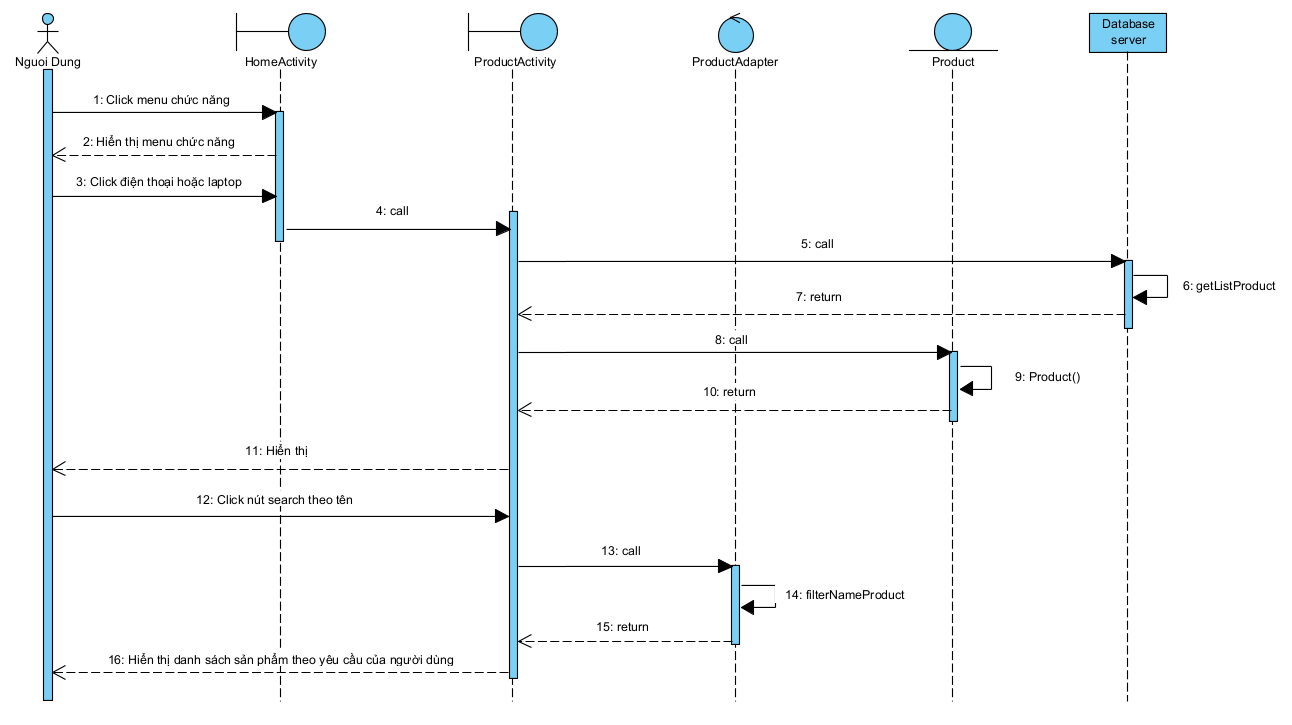 Database
server
Nguoi Dung
HomeActivity
ProductActivity
ProductAdapter
Product
1: Click menu chức năng
2: Hiển thị menu chức năng
3: Click điện thoại hoặc laptop
4: call
5: call
6: getListProduct
7: return
8: call
9: Product()
10: return
11: Hiển thị
12: Click nút search theo tên
13: call
14: filterNameProduct
15: return
16: Hiển thị danh sách sản phẩm theo yêu cầu của người dùng